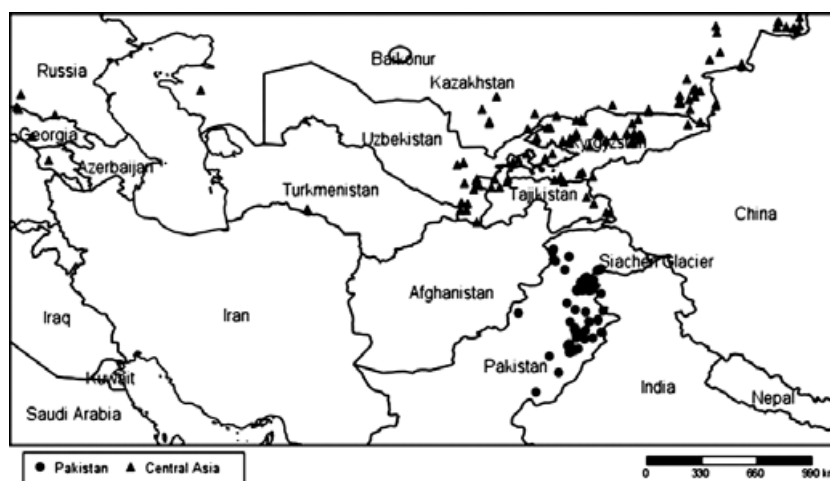 Baikonur
Russia
Kazakhstan
Georgia
Uzbekistan
Kyrgyzstan
Azerbaijan
Turkmenistan
Tajikistan
China
Siachen Glacier
Afghanistan
Iraq
Iran
Pakistan
Kuwait
India
Nepal
Saudi Arabia
Pakistan Central Asia
0 330 660 990 km